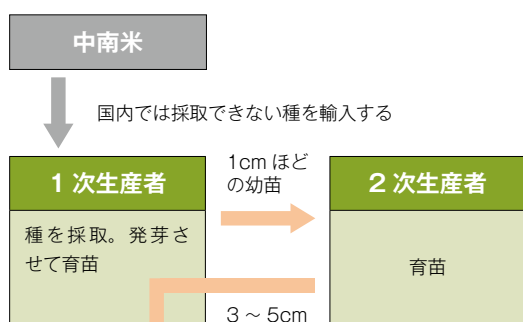 中南米
国内では採取できない種を輸入する
1 次生産者
1cm ほど
の幼苗
2 次生産者
種を採取。発芽さ
せて育苗
育苗
3 ~ 5cm